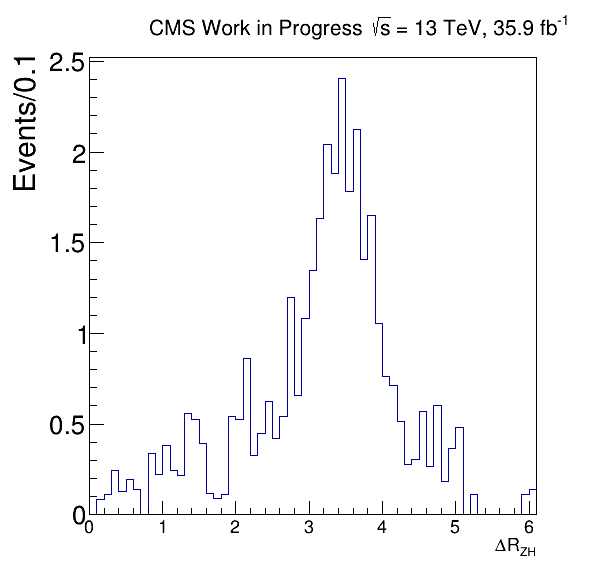 CMS Work in Progress √s = 13 TeV, 35.9 fb⁻¹
Events/0.1
2.5
2
1.5
1
0.5
0
0 1 2 3 4 5 6
ΔR_ZH